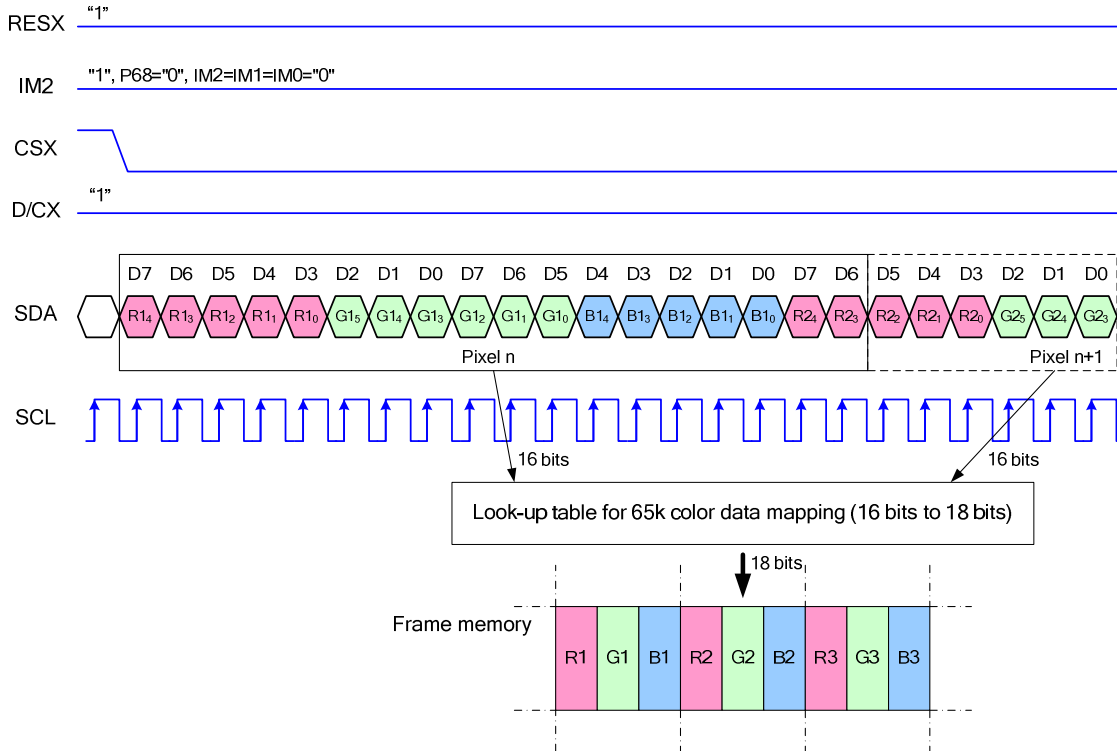 RESX “1”
IM2 "1", P68="0", IM2=IM1=IM0="0"
CSX
D/CX “1”
D7 D6 D5 D4 D3 D2 D1 D0 D7 D6 D5 D4 D3 D2 D1 D0 D7 D6 D5 D4 D3 D2 D1 D0
SDA R1₄ R1₃ R1₂ R1₁ R1₀ G1₅ G1₄ G1₃ G1₂ G1₁ G1₀ B1₄ B1₃ B1₂ B1₁ B1₀ R2₄ R2₃ R2₂ R2₁ R2₀ G2₅ G2₄ G2₃
Pixel n Pixel n+1
SCL
16 bits 16 bits
Look-up table for 65k color data mapping (16 bits to 18 bits)
18 bits
Frame memory
R1 G1 B1 R2 G2 B2 R3 G3 B3